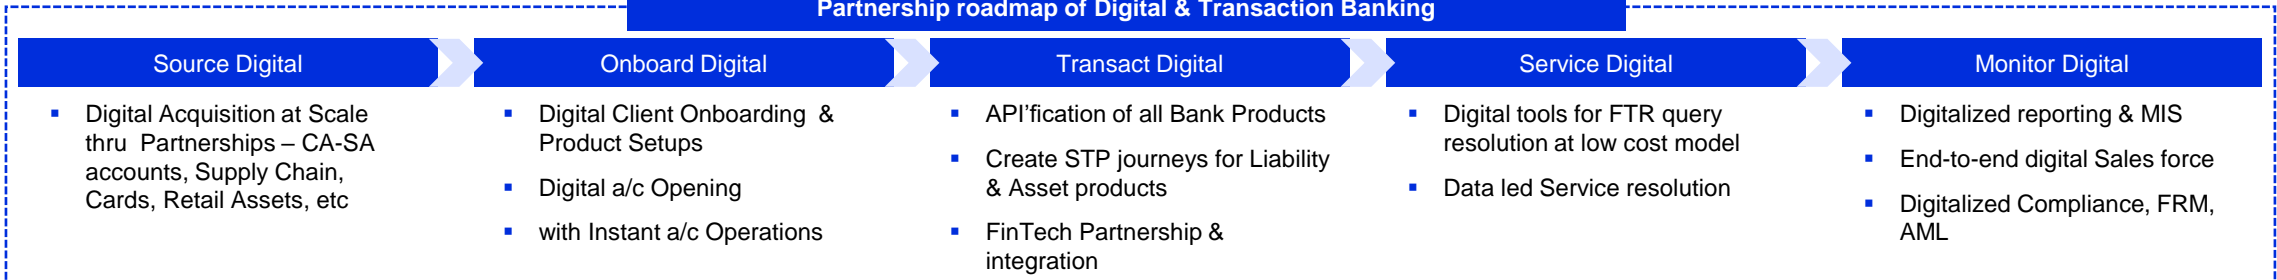 Partnership roadmap of Digital & Transaction Banking
Source Digital
▪ Digital Acquisition at Scale
thru Partnerships – CA-SA
accounts, Supply Chain,
Cards, Retail Assets, etc
Onboard Digital
▪ Digital Client Onboarding &
Product Setups
▪ Digital a/c Opening
▪ with Instant a/c Operations
Transact Digital
▪ API’fication of all Bank Products
▪ Create STP journeys for Liability
& Asset products
▪ FinTech Partnership &
integration
Service Digital
▪ Digital tools for FTR query
resolution at low cost model
▪ Data led Service resolution
Monitor Digital
▪ Digitalized reporting & MIS
▪ End-to-end digital Sales force
▪ Digitalized Compliance, FRM,
AML